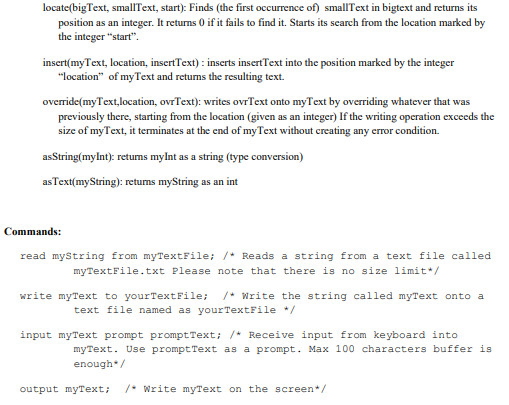 locate(bigText, smallText, start): Finds (the first occurrence of) smallText in bigtext and returns its
position as an integer. It returns 0 if it fails to find it. Starts its search from the location marked by
the integer “start”.
insert(myText, location, insertText) : inserts insertText into the position marked by the integer
“location” of myText and returns the resulting text.
override(myText,location, ovrText): writes ovrText onto myText by overriding whatever that was
previously there, starting from the location (given as an integer) If the writing operation exceeds the
size of myText, it terminates at the end of myText without creating any error condition.
asString(myInt): returns myInt as a string (type conversion)
asText(myString): returns myString as an int
Commands:
read myString from myTextFile; /* Reads a string from a text file called
myTextFile.txt Please note that there is no size limit*/
write myText to yourTextFile; /* Write the string called myText onto a
text file named as yourTextFile */
input myText prompt promptText; /* Receive input from keyboard into
myText. Use promptText as a prompt. Max 100 characters buffer is
enough*/
output myText; /* Write myText on the screen*/